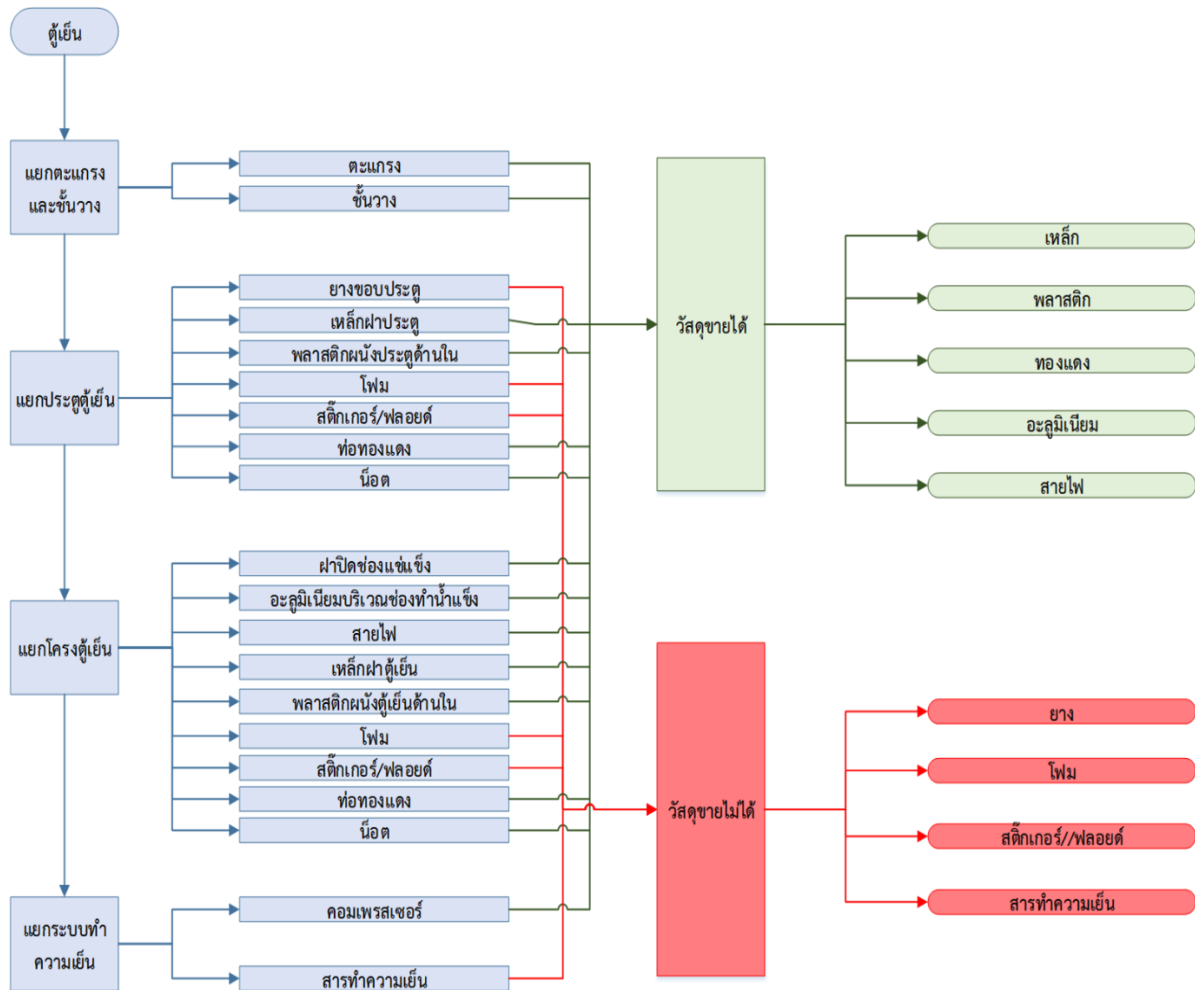 ตู้เย็น
แยกตะแกรง
และชั้นวาง
ตะแกรง
ชั้นวาง
แยกประตูตู้เย็น
ยางขอบประตู
เหล็กฝาประตู
พลาสติกผนังประตูด้านใน
โฟม
สติ๊กเกอร์/ฟลอยด์
ท่อทองแดง
น็อต
แยกโครงตู้เย็น
ฝาปิดช่องแช่แข็ง
อะลูมิเนียมบริเวณช่องทำน้ำแข็ง
สายไฟ
เหล็กฝาตู้เย็น
พลาสติกผนังตู้เย็นด้านใน
โฟม
สติ๊กเกอร์/ฟลอยด์
ท่อทองแดง
น็อต
แยกระบบทำ
ความเย็น
คอมเพรสเซอร์
สารทำความเย็น
วัสดุขายได้
เหล็ก
พลาสติก
ทองแดง
อะลูมิเนียม
สายไฟ
วัสดุขายไม่ได้
ยาง
โฟม
สติ๊กเกอร์//ฟลอยด์
สารทำความเย็น